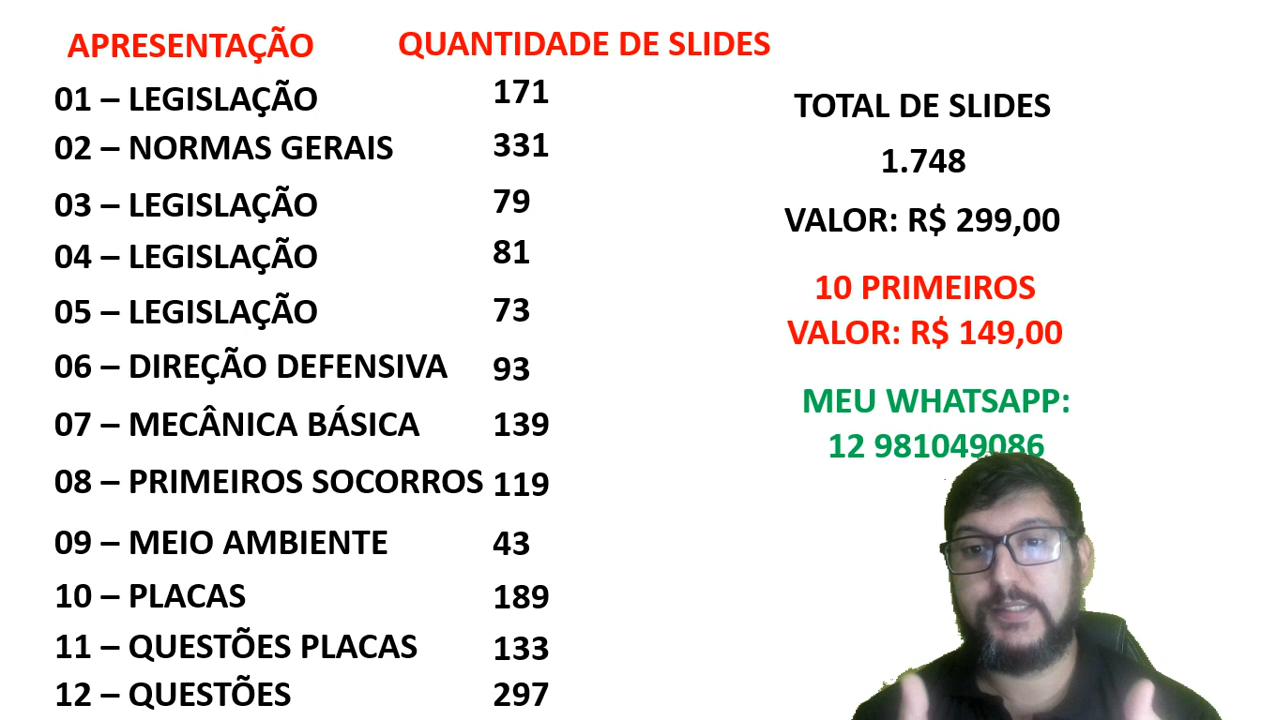 APRESENTAÇÃO QUANTIDADE DE SLIDES
01 – LEGISLAÇÃO 171
02 – NORMAS GERAIS 331
03 – LEGISLAÇÃO 79
04 – LEGISLAÇÃO 81
05 – LEGISLAÇÃO 73
06 – DIREÇÃO DEFENSIVA 93
07 – MECÂNICA BÁSICA 139
08 – PRIMEIROS SOCORROS 119
09 – MEIO AMBIENTE 43
10 – PLACAS 189
11 – QUESTÕES PLACAS 133
12 – QUESTÕES 297
TOTAL DE SLIDES
1.748
VALOR: R$ 299,00
10 PRIMEIROS
VALOR: R$ 149,00
MEU WHATSAPP:
12 981049086